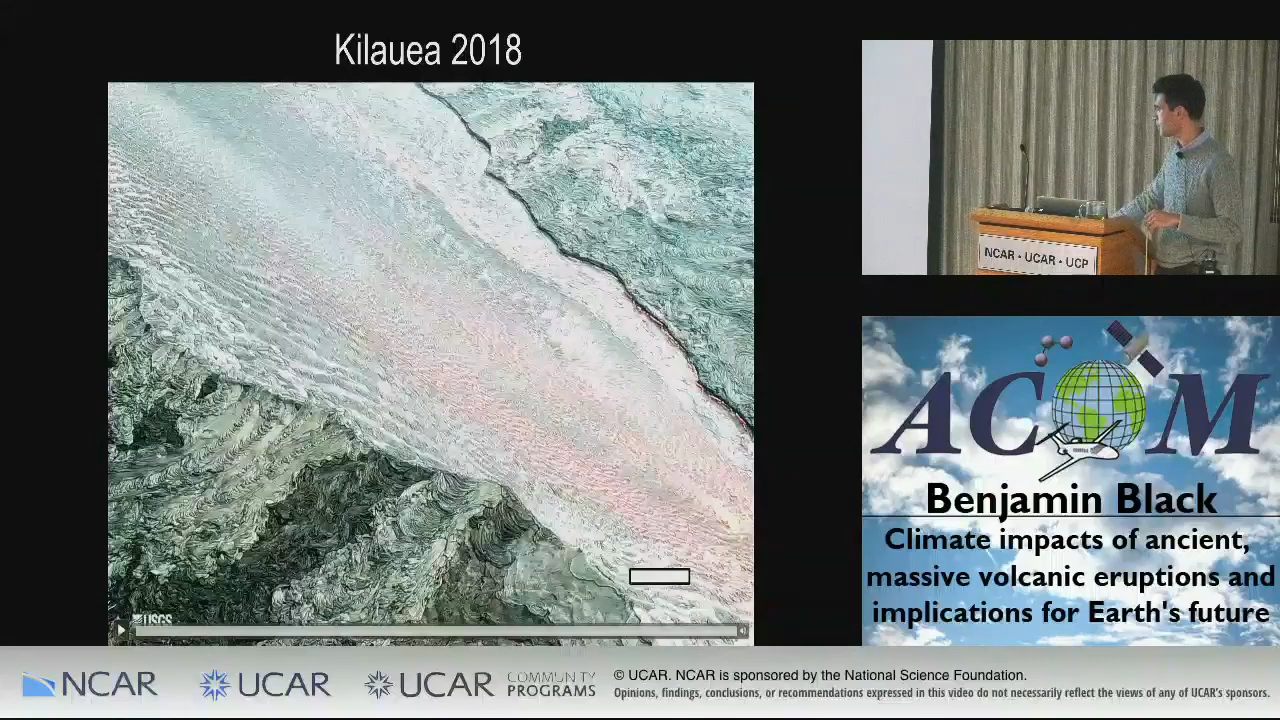 Kilauea 2018
USGS
NCAR • UCAR • UCP
ACOM
Benjamin Black
Climate impacts of ancient,
massive volcanic eruptions and
implications for Earth's future
NCAR
UCAR
UCAR
COMMUNITY
PROGRAMS
© UCAR. NCAR is sponsored by the National Science Foundation.
Opinions, findings, conclusions, or recommendations expressed in this video do not necessarily reflect the views of any of UCAR's sponsors.